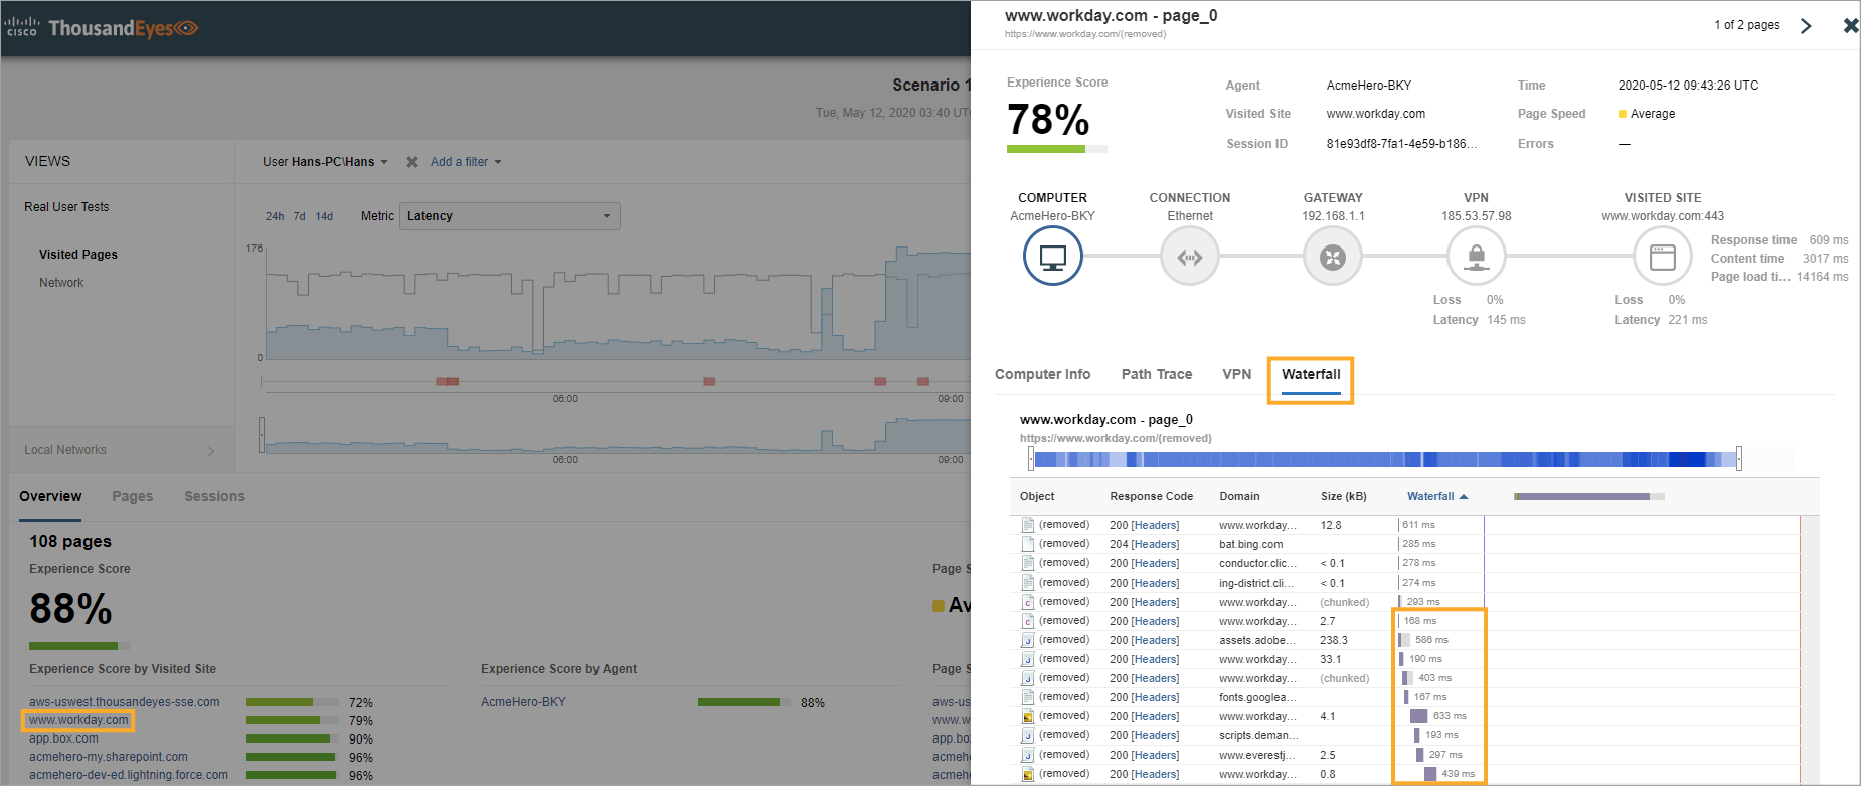 CISCO ThousandEyes
Scenario 1
Tue, May 12, 2020 03:40 UTC
VIEWS
Real User Tests
Visited Pages
Network
Local Networks
User Hans-PC\Hans
Add a filter
24h 7d 14d Metric Latency
176
0
06:00 09:00
06:00 09:00
Overview Pages Sessions
108 pages
Experience Score
88%
Page S
Av
Experience Score by Visited Site
aws-uswest.thousandeyes-sse.com 72%
www.workday.com 79%
app.box.com 90%
acmehero-my.sharepoint.com 96%
acmehero-dev-ed.lightning.force.com 96%
Experience Score by Agent
AcmeHero-BKY 88%
Page S
aws-us
www.w
app.bo
acmeh
acmeh
www.workday.com - page_0
https://www.workday.com/(removed)
1 of 2 pages
Experience Score
78%
Agent AcmeHero-BKY
Visited Site www.workday.com
Session ID 81e93df8-7fa1-4e59-b186...
Time 2020-05-12 09:43:26 UTC
Page Speed Average
Errors —
COMPUTER
AcmeHero-BKY
CONNECTION
Ethernet
GATEWAY
192.168.1.1
VPN
185.53.57.98
Loss 0%
Latency 145 ms
VISITED SITE
www.workday.com:443
Response time 609 ms
Content time 3017 ms
Page load ti... 14164 ms
Loss 0%
Latency 221 ms
Computer Info Path Trace VPN Waterfall
www.workday.com - page_0
https://www.workday.com/(removed)
Object Response Code Domain Size (kB) Waterfall
(removed) 200 [Headers] www.workday... 12.8 611 ms
(removed) 204 [Headers] bat.bing.com 285 ms
(removed) 200 [Headers] conductor.clic... < 0.1 278 ms
(removed) 200 [Headers] ing-district.cli... < 0.1 274 ms
(removed) 200 [Headers] www.workday... (chunked) 293 ms
(removed) 200 [Headers] www.workday... 2.7 168 ms
(removed) 200 [Headers] assets.adobe... 238.3 586 ms
(removed) 200 [Headers] www.workday... 33.1 190 ms
(removed) 200 [Headers] www.workday... (chunked) 403 ms
(removed) 200 [Headers] fonts.googlea... 167 ms
(removed) 200 [Headers] www.workday... 4.1 633 ms
(removed) 200 [Headers] scripts.deman... 193 ms
(removed) 200 [Headers] www.everestj... 2.5 297 ms
(removed) 200 [Headers] www.workday... 0.8 439 ms